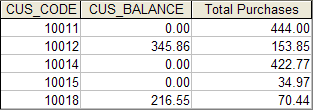 CUS_CODE CUS_BALANCE Total Purchases
10011 0.00 444.00
10012 345.86 153.85
10014 0.00 422.77
10015 0.00 34.97
10018 216.55 70.44